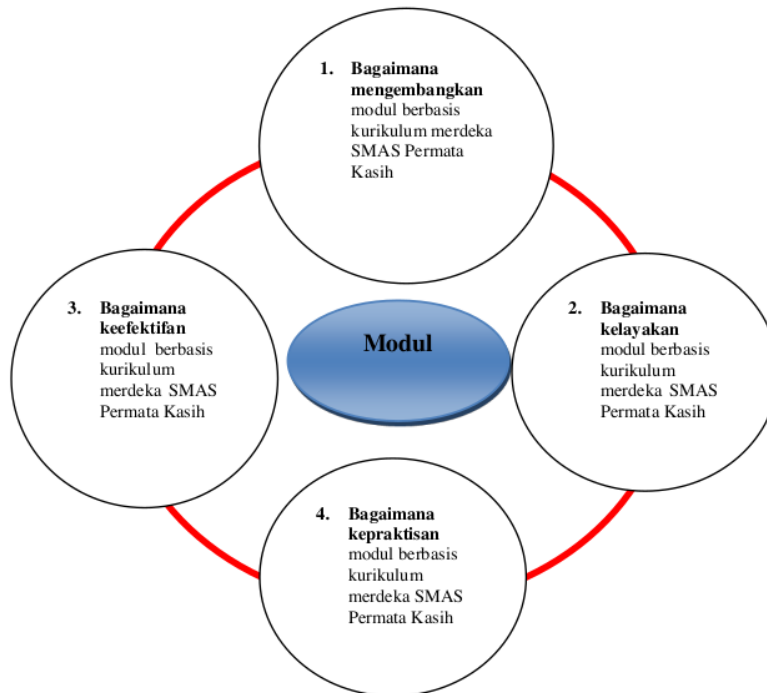 1. Bagaimana
mengembangkan
modul berbasis
kurikulum merdeka
SMAS Permata
Kasih
3. Bagaimana
keefektifan
modul berbasis
kurikulum
merdeka SMAS
Permata Kasih
Modul
2. Bagaimana
kelayakan
modul berbasis
kurikulum
merdeka SMAS
Permata Kasih
4. Bagaimana
kepraktisan
modul berbasis
kurikulum
merdeka SMAS
Permata Kasih